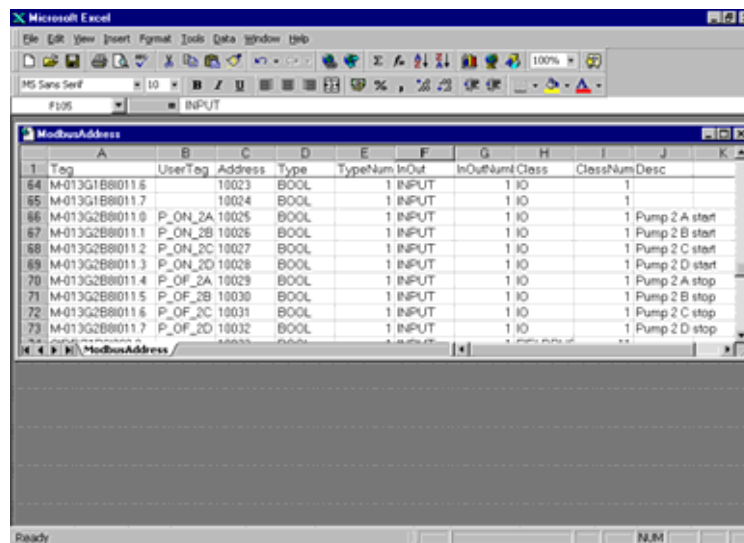 Microsoft Excel
File Edit View Insert Format Tools Data Window Help
100%
MS Sans Serif 10 B I U % ,
F105 = INPUT
ModbusAddress
A B C D E F G H I J K
1 Tag UserTag Address Type TypeNum InOut InOutNum Class ClassNum Desc
64 M-013G1B8I011.6 10023 BOOL 1 INPUT 1 IO 1
65 M-013G1B8I011.7 10024 BOOL 1 INPUT 1 IO 1
66 M-013G2B8I011.0 P_ON_2A 10025 BOOL 1 INPUT 1 IO 1 Pump 2 A start
67 M-013G2B8I011.1 P_ON_2B 10026 BOOL 1 INPUT 1 IO 1 Pump 2 B start
68 M-013G2B8I011.2 P_ON_2C 10027 BOOL 1 INPUT 1 IO 1 Pump 2 C start
69 M-013G2B8I011.3 P_ON_2D 10028 BOOL 1 INPUT 1 IO 1 Pump 2 D start
70 M-013G2B8I011.4 P_OF_2A 10029 BOOL 1 INPUT 1 IO 1 Pump 2 A stop
71 M-013G2B8I011.5 P_OF_2B 10030 BOOL 1 INPUT 1 IO 1 Pump 2 B stop
72 M-013G2B8I011.6 P_OF_2C 10031 BOOL 1 INPUT 1 IO 1 Pump 2 C stop
73 M-013G2B8I011.7 P_OF_2D 10032 BOOL 1 INPUT 1 IO 1 Pump 2 D stop
ModbusAddress
Ready NUM